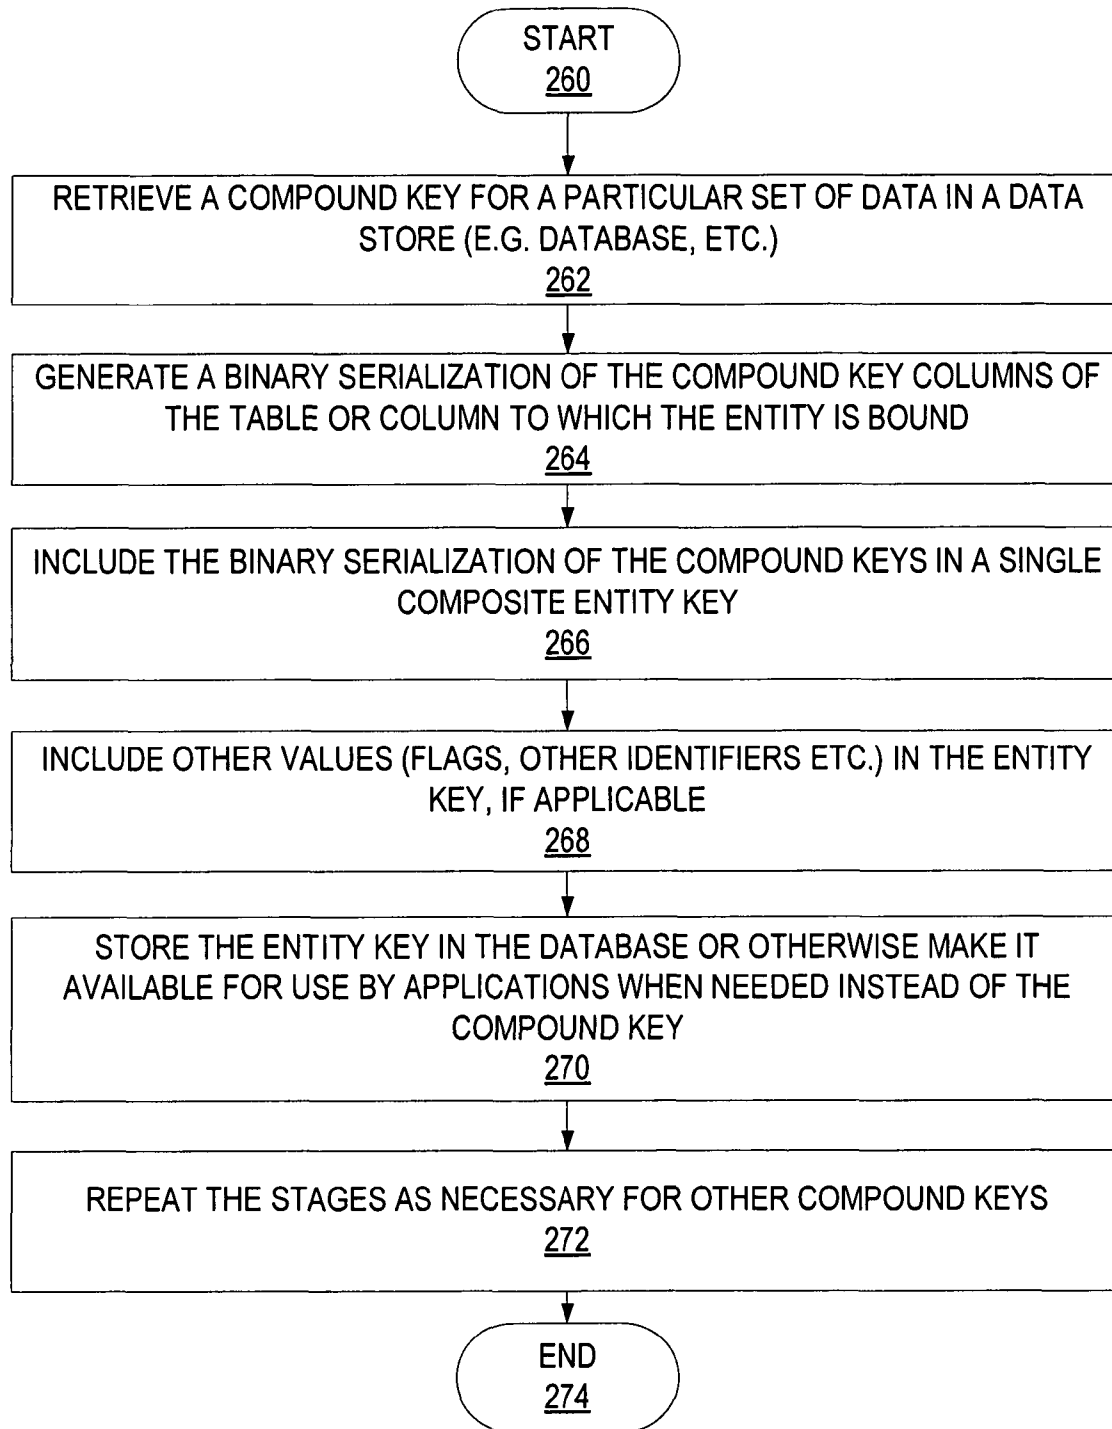 START
260
RETRIEVE A COMPOUND KEY FOR A PARTICULAR SET OF DATA IN A DATA
STORE (E.G. DATABASE, ETC.)
262
GENERATE A BINARY SERIALIZATION OF THE COMPOUND KEY COLUMNS OF
THE TABLE OR COLUMN TO WHICH THE ENTITY IS BOUND
264
INCLUDE THE BINARY SERIALIZATION OF THE COMPOUND KEYS IN A SINGLE
COMPOSITE ENTITY KEY
266
INCLUDE OTHER VALUES (FLAGS, OTHER IDENTIFIERS ETC.) IN THE ENTITY
KEY, IF APPLICABLE
268
STORE THE ENTITY KEY IN THE DATABASE OR OTHERWISE MAKE IT
AVAILABLE FOR USE BY APPLICATIONS WHEN NEEDED INSTEAD OF THE
COMPOUND KEY
270
REPEAT THE STAGES AS NECESSARY FOR OTHER COMPOUND KEYS
272
END
274